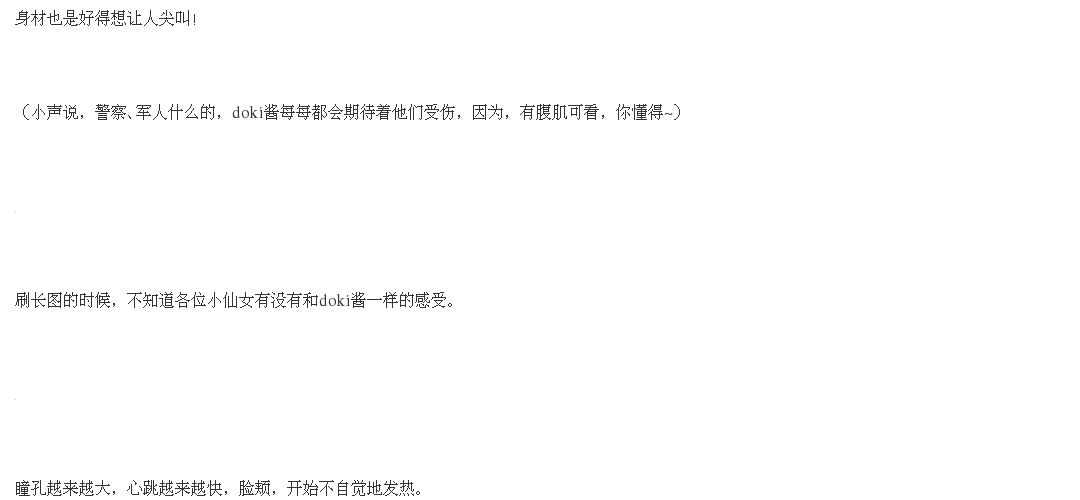 身材也是好得想让人尖叫！
（小声说，警察、军人什么的，doki酱每每都会期待着他们受伤，因为，有腹肌可看，你懂得~）
刷长图的时候，不知道各位小仙女有没有和doki酱一样的感受。
瞳孔越来越大，心跳越来越快，脸颊，开始不自觉地发热。